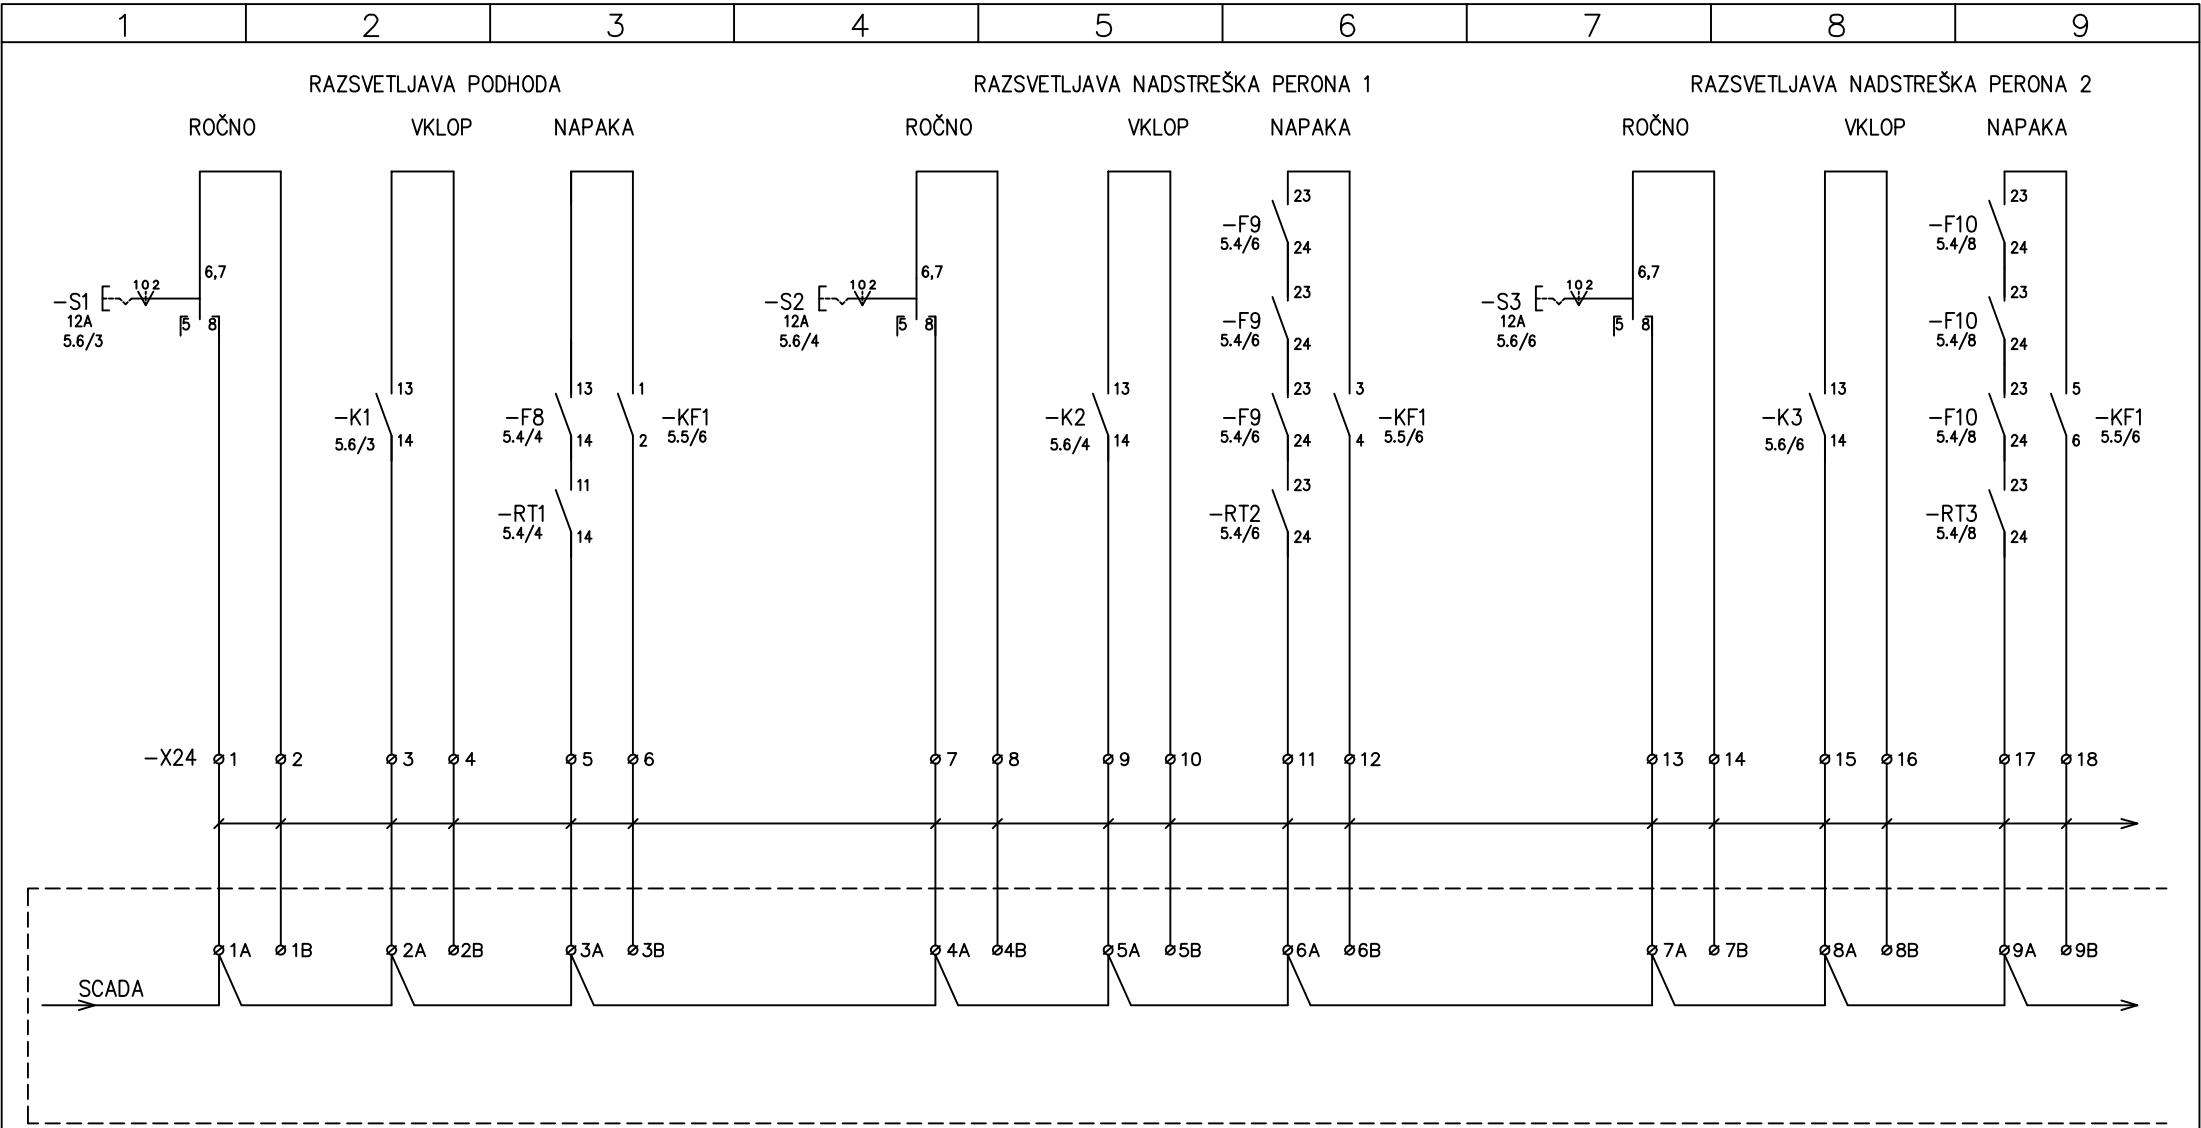 1 2 3 4 5 6 7 8 9
RAZSVETLJAVA PODHODA RAZSVETLJAVA NADSTREŠKA PERONA 1 RAZSVETLJAVA NADSTREŠKA PERONA 2
ROČNO VKLOP NAPAKA ROČNO VKLOP NAPAKA ROČNO VKLOP NAPAKA
23 23
-F9 -F10
5.4/6 24 5.4/8 24
6,7 6,7 6,7
102 102 102
23 23
-S1 -S2 -S3
12A 5 8 12A 5 8 -F9 12A 5 8 -F10
5.6/3 5.6/4 5.4/6 24 5.6/6 5.4/8 24
13 13 1 13 23 3 13 23 5
-K1 -F8 -KF1 -K2 -F9 -KF1 -K3 -F10 -KF1
5.6/3 14 5.4/4 14 2 5.5/6 5.6/4 14 5.4/6 24 4 5.5/6 5.6/6 14 5.4/8 24 6 5.5/6
11 23 23
-RT1 -RT2 -RT3
5.4/4 14 5.4/6 24 5.4/8 24
-X24 1 2 3 4 5 6 7 8 9 10 11 12 13 14 15 16 17 18
1A 1B 2A 2B 3A 3B 4A 4B 5A 5B 6A 6B 7A 7B 8A 8B 9A 9B
SCADA